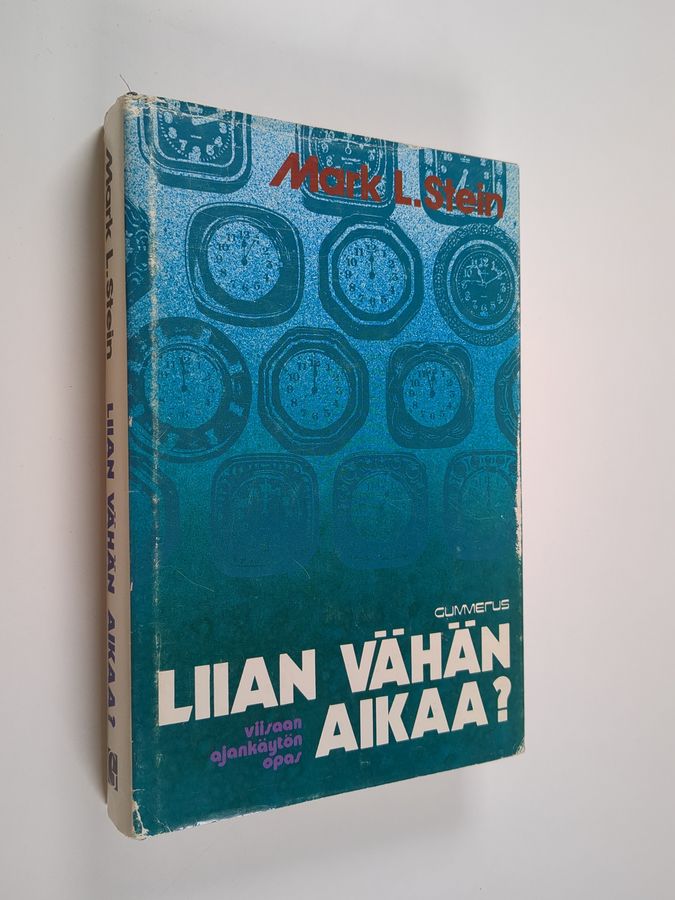 Mark L. Stein
GUMMERUS
LIIAN VÄHÄN
AIKAA?
viisaan
ajankäytön
opas
Mark L. Stein LIIAN VÄHÄN AIKAA?